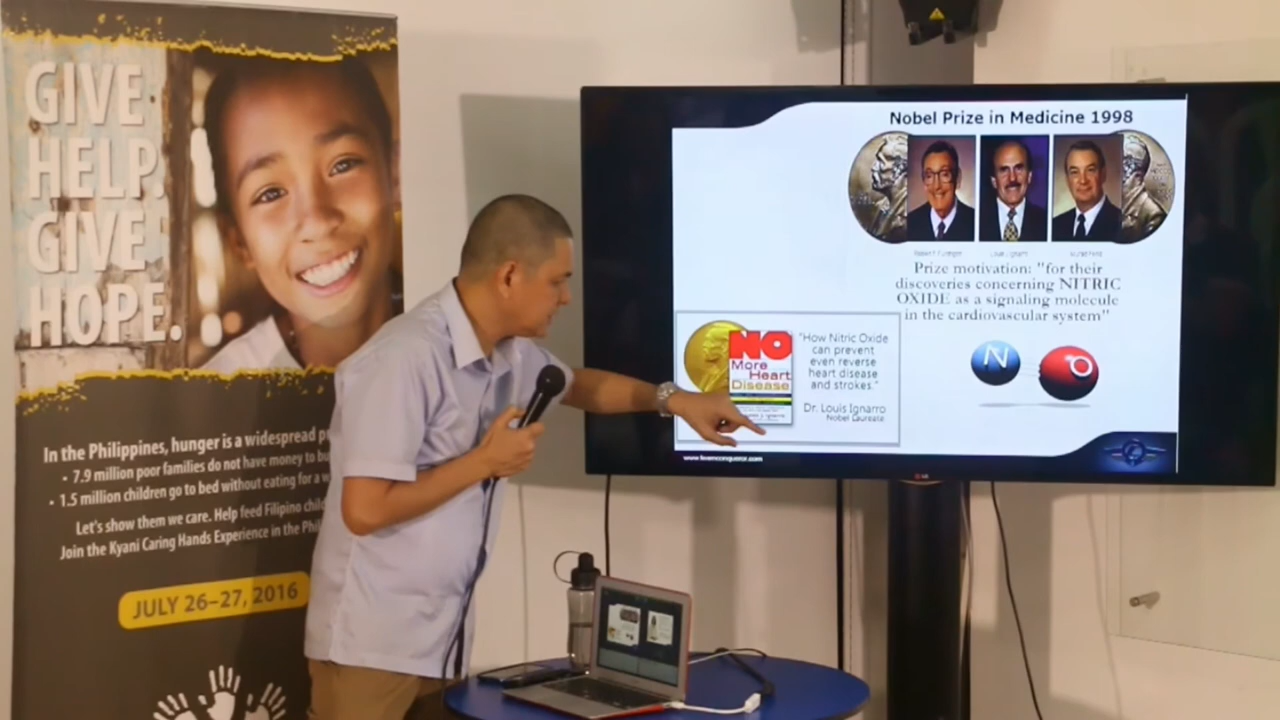 GIVE
HELP.
GIVE
HOPE.
In the Philippines, hunger is a widespread
• 7.9 million poor families do not have money to
• 1.5 million children go to bed without eating for a
Let's show them we care. Help feed Filipino
Join the Kyani Caring Hands Experience in the
JULY 26–27, 2016
Nobel Prize in Medicine 1998
Prize motivation: "for their
discoveries concerning NITRIC
OXIDE as a signaling molecule
in the cardiovascular system"
NO
More
Heart
Disease
"How Nitric Oxide
can prevent
even reverse
heart disease
and strokes."
Dr. Louis Ignarro
Nobel Laureate
N
O
LG